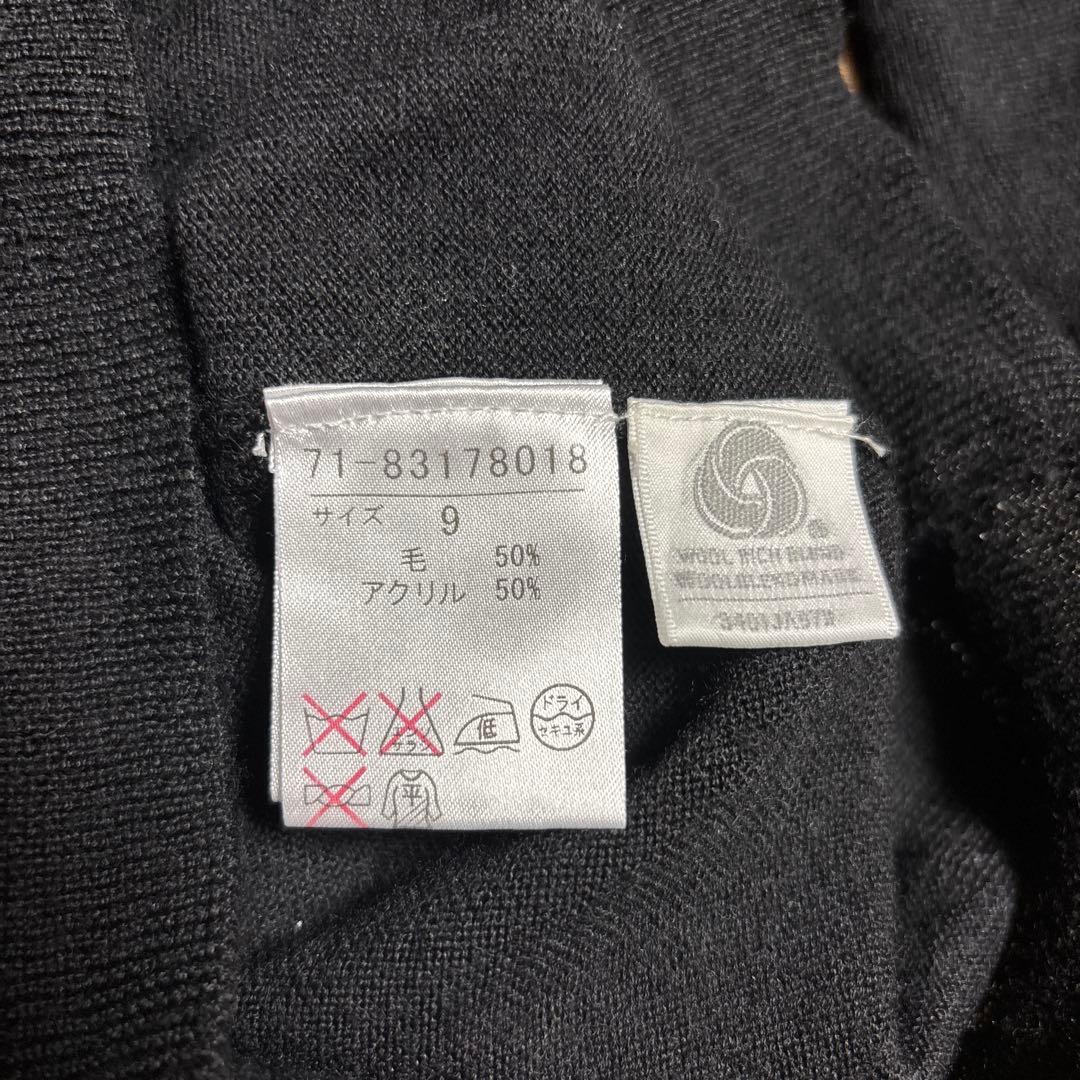 71-83178018
サイズ 9
毛 50%
アクリル 50%
低
ドライ
セキユ系
平
WOOL RICH BLEND
WOOLBLENDMARK